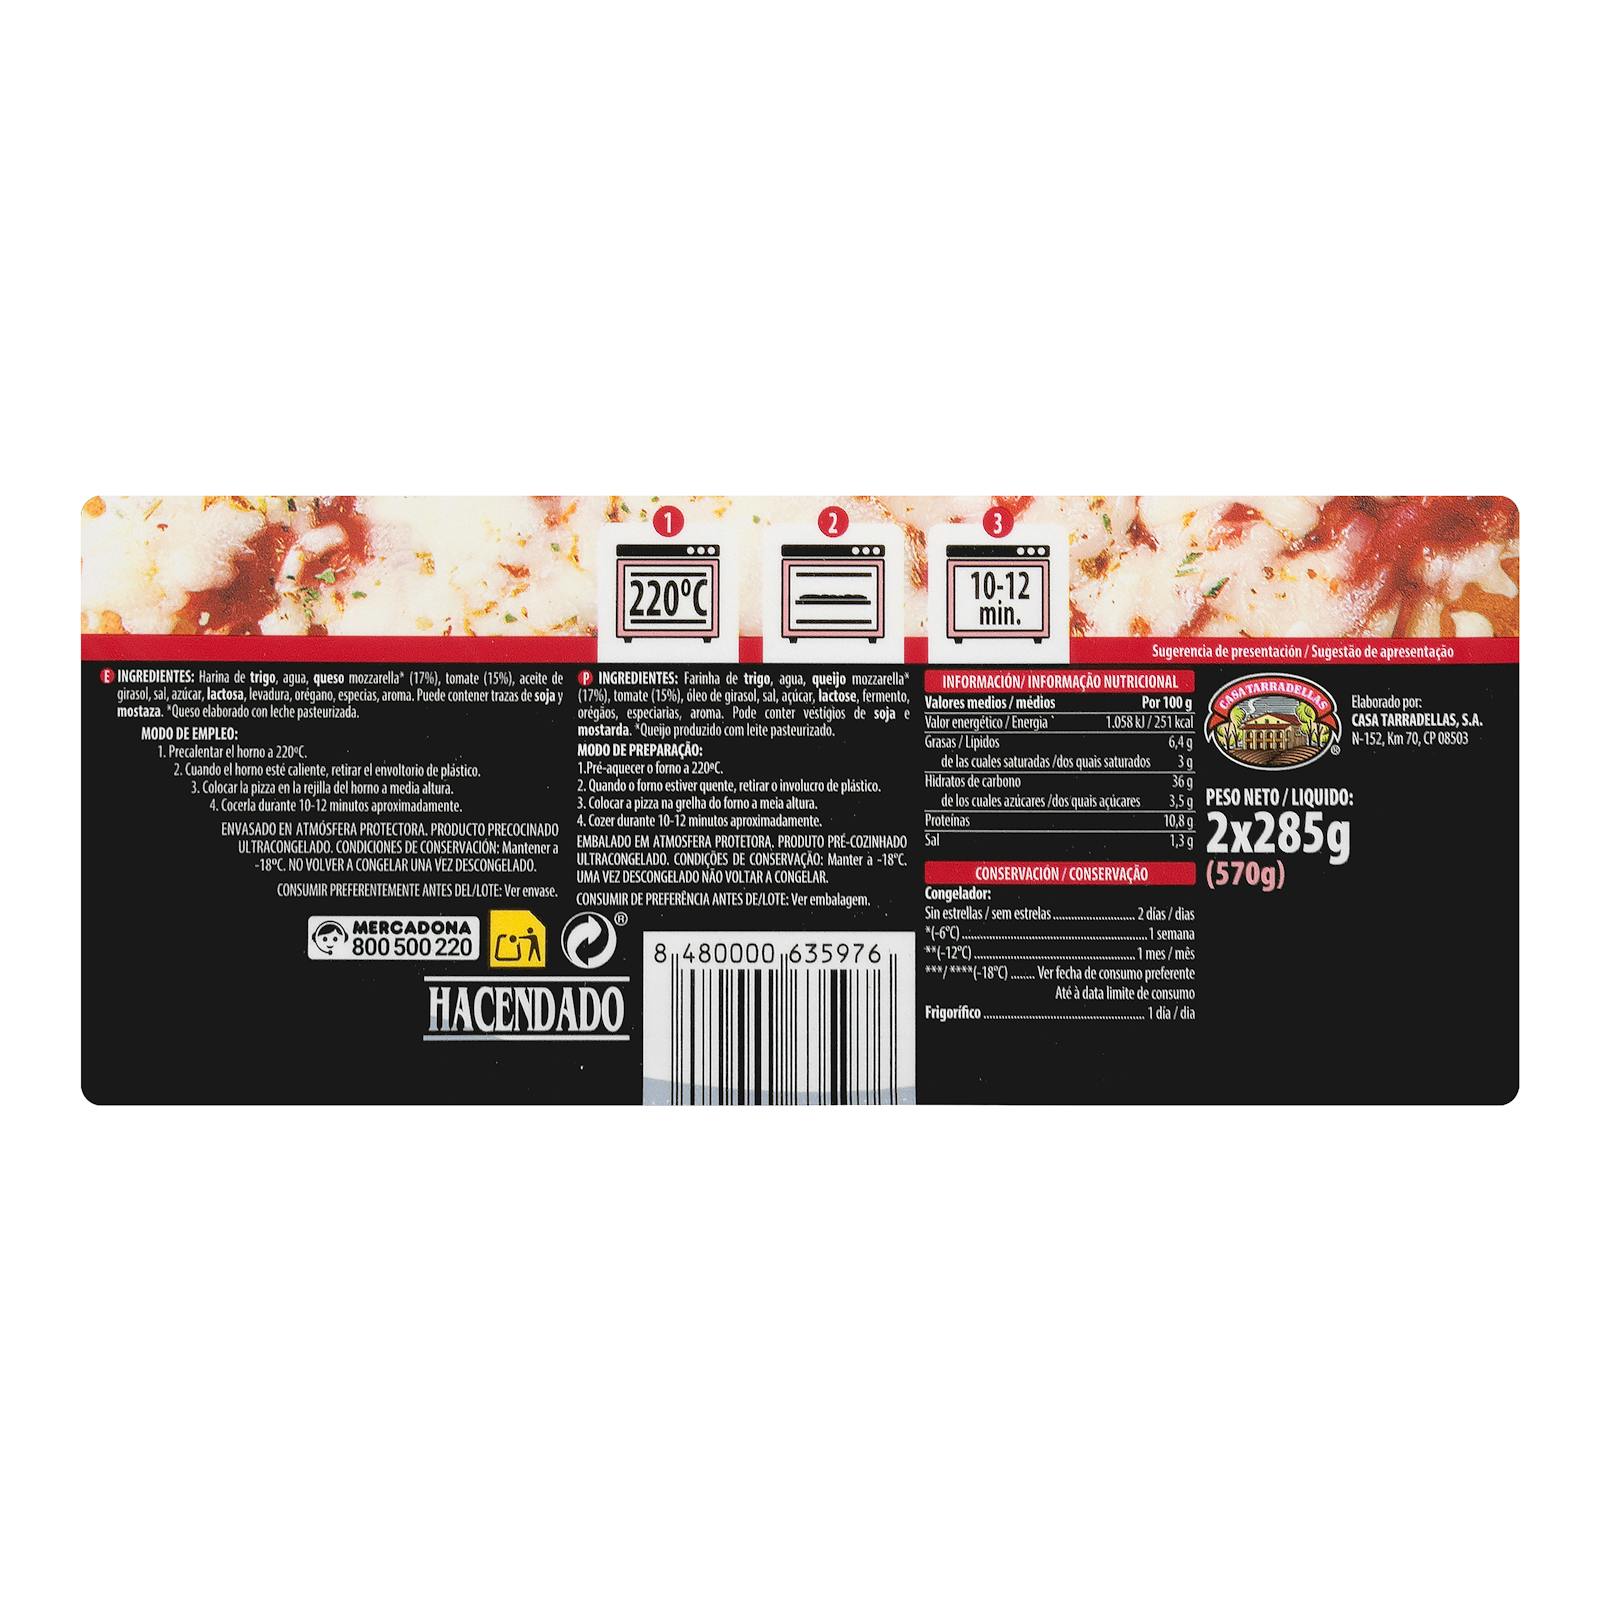 1
2
3
220ºC
10-12
min.
Sugerencia de presentación / Sugestão de apresentação
E INGREDIENTES: Harina de trigo, agua, queso mozzarella* (17%), tomate (15%), aceite de
girasol, sal, azúcar, lactosa, levadura, orégano, especias, aroma. Puede contener trazas de soja y
mostaza. *Queso elaborado con leche pasteurizada.
MODO DE EMPLEO:
1. Precalentar el horno a 220ºC.
2. Cuando el horno esté caliente, retirar el envoltorio de plástico.
3. Colocar la pizza en la rejilla del horno a media altura.
4. Cocerla durante 10-12 minutos aproximadamente.
ENVASADO EN ATMÓSFERA PROTECTORA. PRODUCTO PRECOCINADO
ULTRACONGELADO. CONDICIONES DE CONSERVACIÓN: Mantener a
-18ºC. NO VOLVER A CONGELAR UNA VEZ DESCONGELADO.
CONSUMIR PREFERENTEMENTE ANTES DEL/LOTE: Ver envase.
MERCADONA
800 500 220
®
HACENDADO
P INGREDIENTES: Farinha de trigo, agua, queijo mozzarella*
(17%), tomate (15%), óleo de girasol, sal, açúcar, lactose, fermento,
orégãos, especiarias, aroma. Pode conter vestigios de soja e
mostarda. *Queijo produzido com leite pasteurizado.
MODO DE PREPARAÇÃO:
1.Pré-aquecer o forno a 220ºC.
2. Quando o forno estiver quente, retirar o involucro de plástico.
3. Colocar a pizza na grelha do forno a meia altura.
4. Cozer durante 10-12 minutos aproximadamente.
EMBALADO EM ATMOSFERA PROTETORA. PRODUTO PRÉ-COZINHADO
ULTRACONGELADO. CONDIÇÕES DE CONSERVAÇÃO: Manter à -18ºC.
UMA VEZ DESCONGELADO NÃO VOLTAR A CONGELAR.
CONSUMIR DE PREFERÊNCIA ANTES DE/LOTE: Ver embalagem.
8 480000 635976
INFORMACIÓN/ INFORMAÇÃO NUTRICIONAL
Valores medios / médios Por 100 g
Valor energético / Energia 1.058 kJ / 251 kcal
Grasas / Lípidos 6,4 g
de las cuales saturadas /dos quais saturados 3 g
Hidratos de carbono 36 g
de los cuales azúcares /dos quais açúcares 3,5 g
Proteínas 10,8 g
Sal 1,3 g
CONSERVACIÓN / CONSERVAÇÃO
Congelador:
Sin estrellas / sem estrelas ........................ 2 días / dias
*(-6ºC) ........................ 1 semana
**(-12ºC) ........................ 1 mes / mês
***/ ****(-18ºC) ....... Ver fecha de consumo preferente
Até à data limite de consumo
Frigorífico ........................ 1 día / dia
CASA TARRADELLAS
®
Elaborado por:
CASA TARRADELLAS, S.A.
N-152, Km 70, CP 08503
PESO NETO / LIQUIDO:
2x285g
(570g)